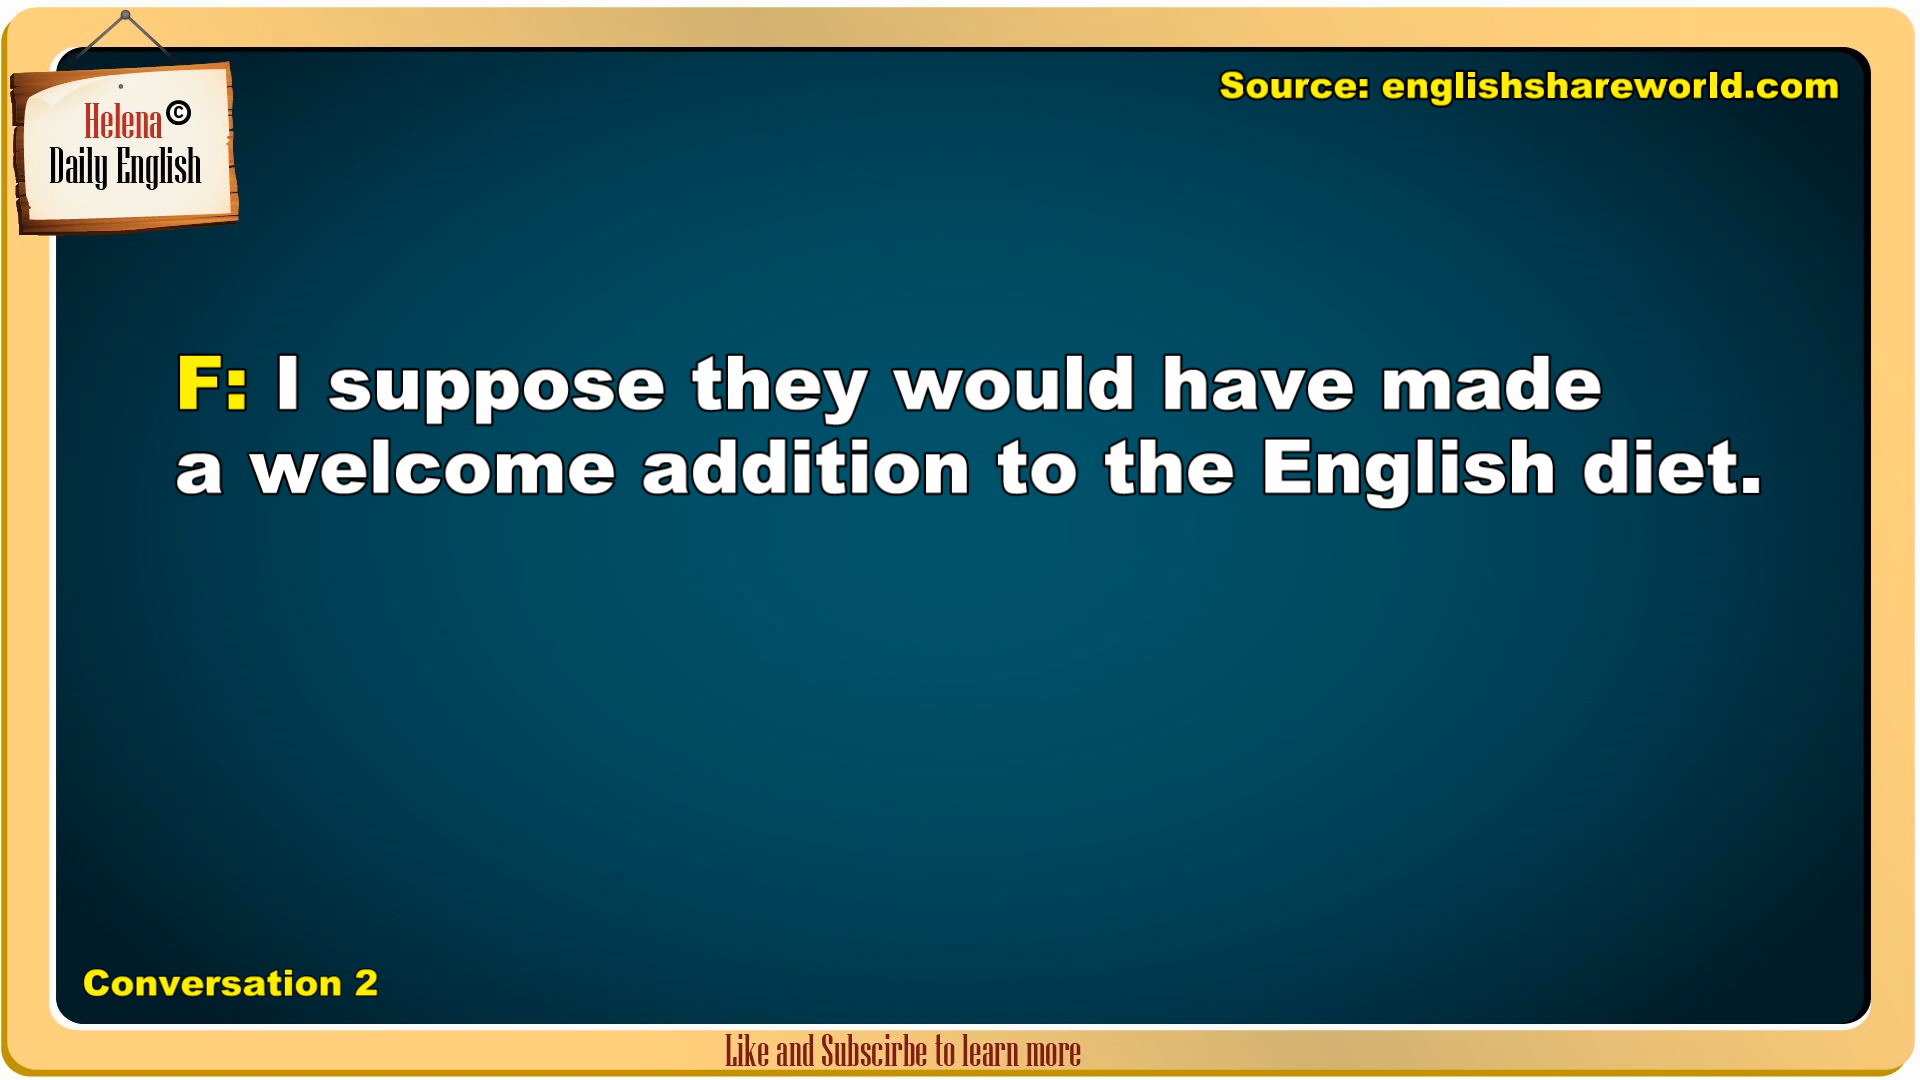 Helena ©
Daily English
Source: englishshareworld.com
F: I suppose they would have made
a welcome addition to the English diet.
Conversation 2
Like and Subscirbe to learn more